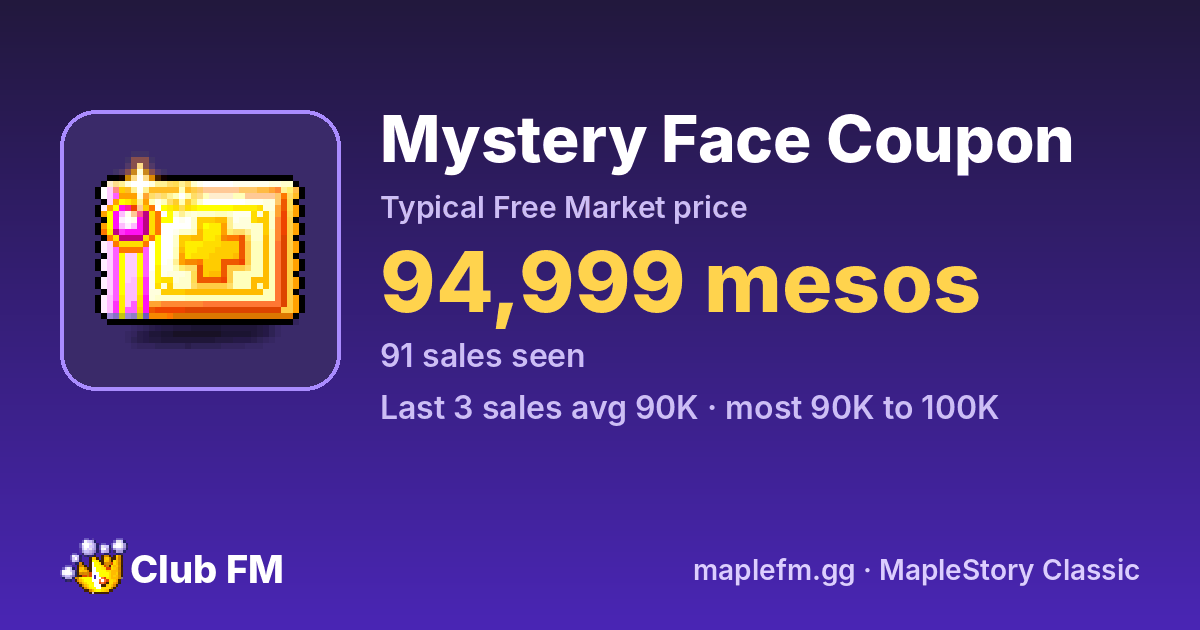 Mystery Face Coupon
Typical Free Market price
94,999 mesos
91 sales seen
Last 3 sales avg 90K · most 90K to 100K
Club FM
maplefm.gg · MapleStory Classic